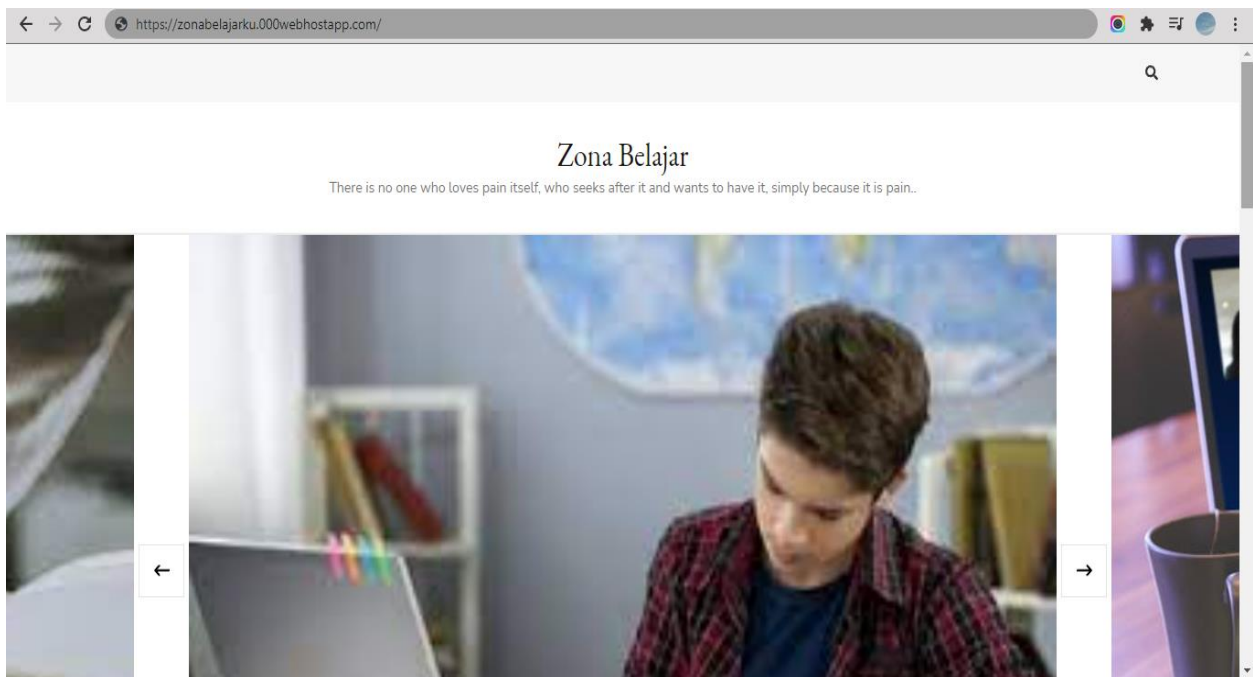 https://zonabelajarku.000webhostapp.com/
Zona Belajar
There is no one who loves pain itself, who seeks after it and wants to have it, simply because it is pain..